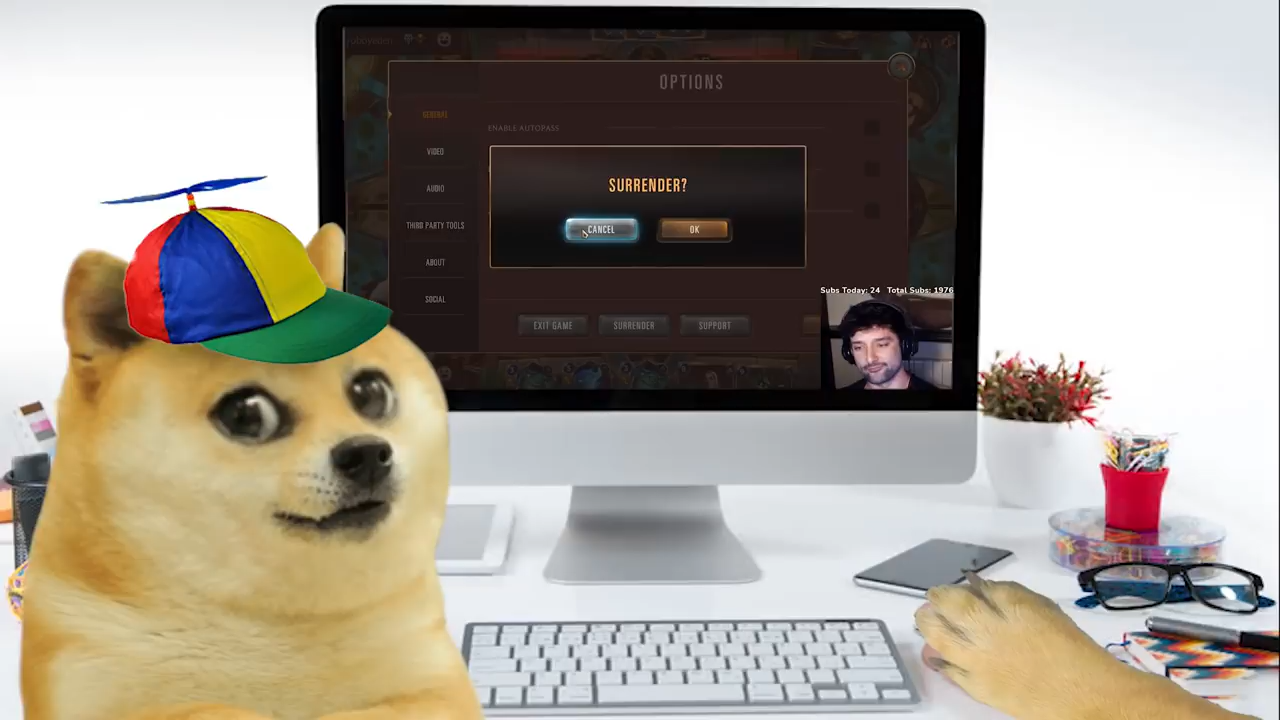 OPTIONS
GENERAL
ENABLE AUTOPASS
VIDEO
AUDIO
THIRD PARTY TOOLS
ABOUT
SOCIAL
SURRENDER?
CANCEL
OK
Subs Today: 24 Total Subs: 1976
EXIT GAME
SURRENDER
SUPPORT